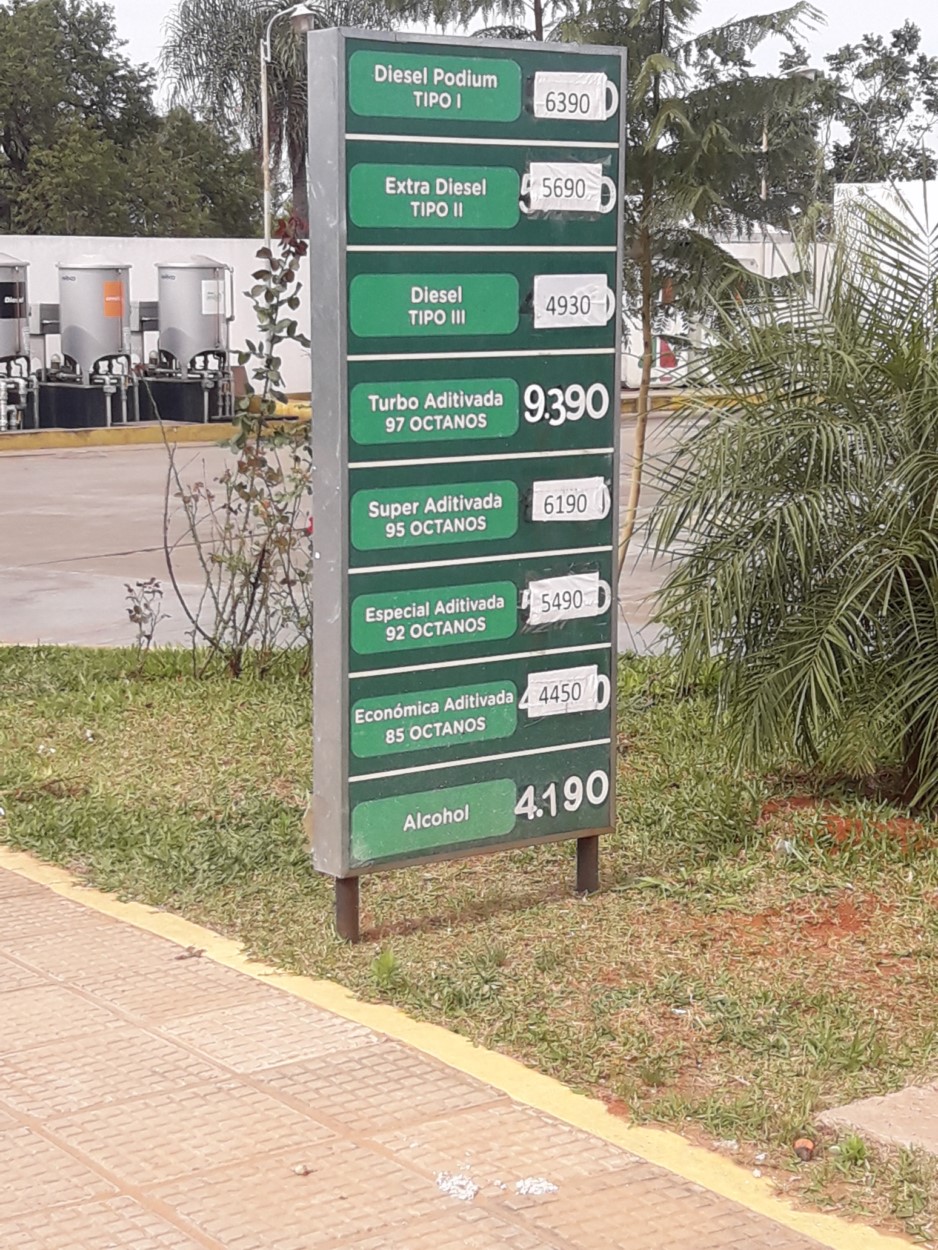 Diesel Podium
TIPO I
6390
Extra Diesel
TIPO II
5690
Diesel
TIPO III
4930
Turbo Aditivada
97 OCTANOS
9.390
Super Aditivada
95 OCTANOS
6190
Especial Aditivada
92 OCTANOS
5490
Económica Aditivada
85 OCTANOS
4450
Alcohol
4.190